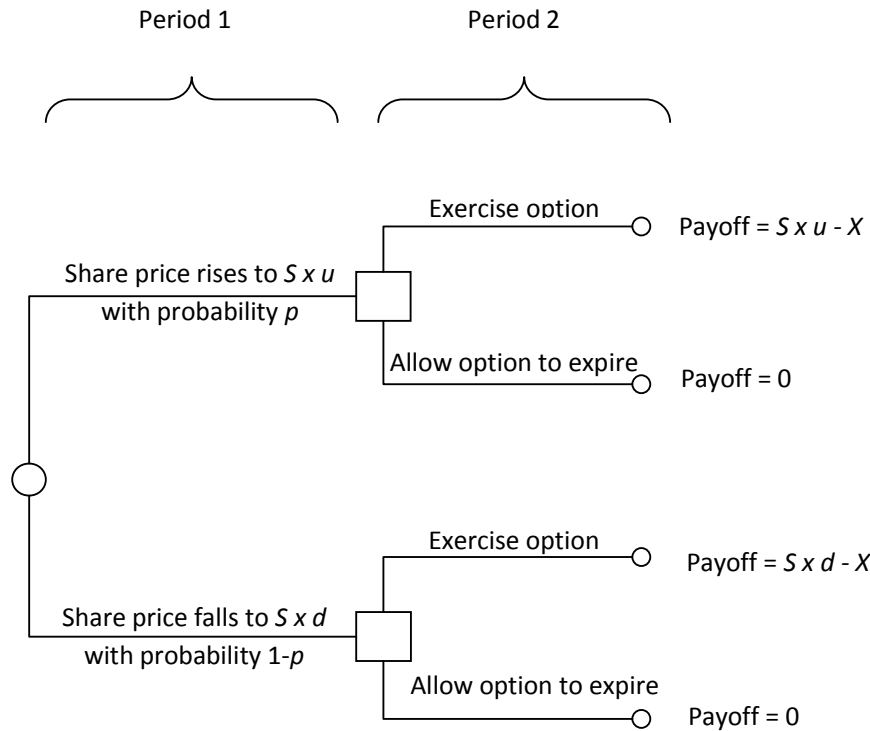 Period 1
Period 2
Exercise option
Payoff = S x u - X
Share price rises to S x u
with probability p
Allow option to expire
Payoff = 0
Exercise option
Payoff = S x d - X
Share price falls to S x d
with probability 1-p
Allow option to expire
Payoff = 0